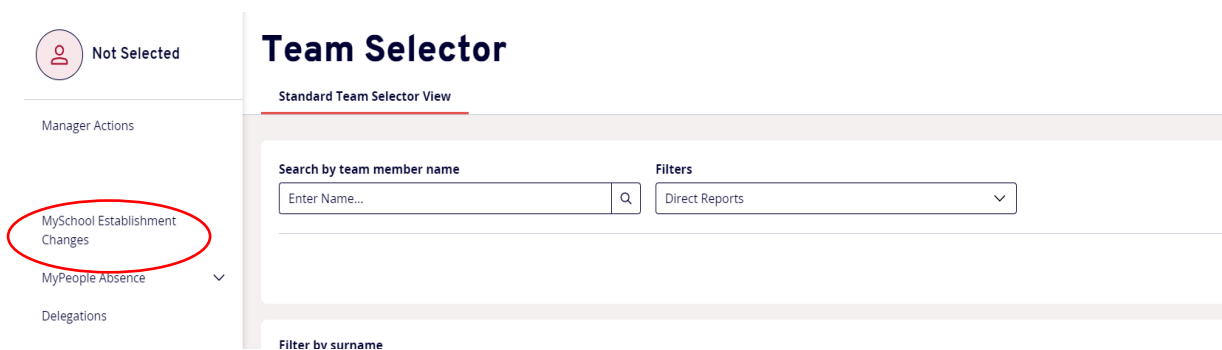 Not Selected
Team Selector
Standard Team Selector View
Manager Actions
MySchool Establishment
Changes
MyPeople Absence
Delegations
Search by team member name
Filters
Enter Name...
Direct Reports
Filter by surname